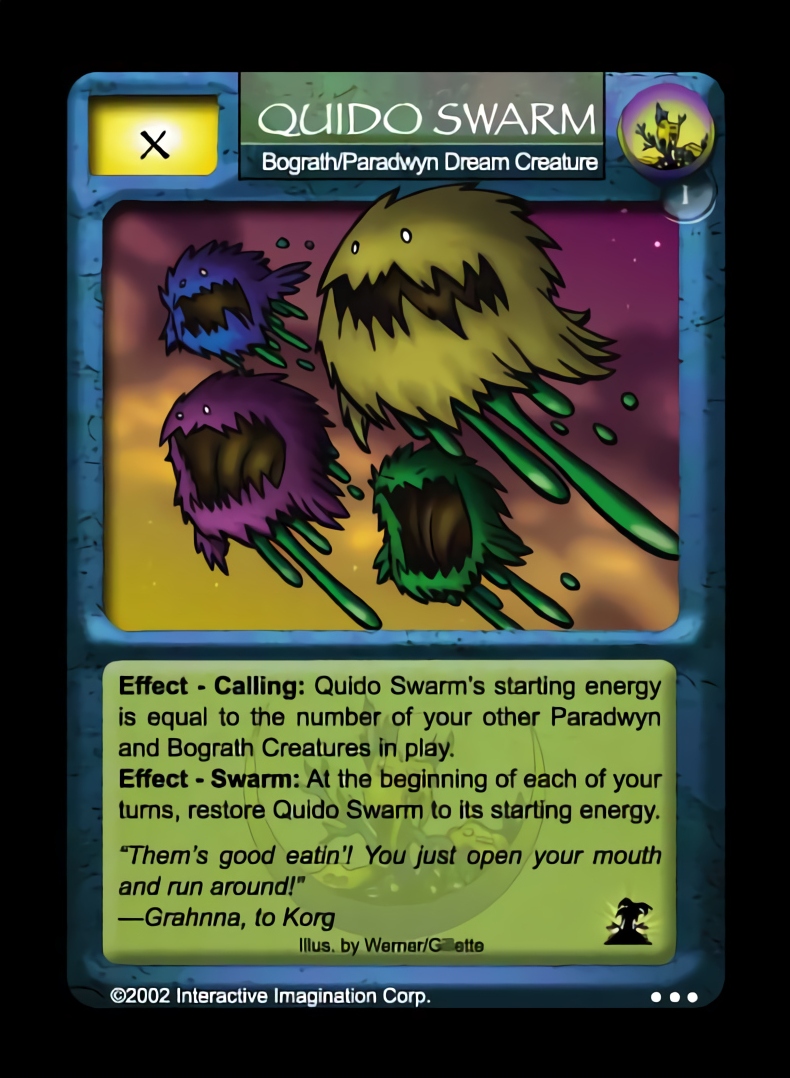 X
QUIDO SWARM
Bograth/Paradwyn Dream Creature
1
Effect - Calling: Quido Swarm's starting energy
is equal to the number of your other Paradwyn
and Bograth Creatures in play.
Effect - Swarm: At the beginning of each of your
turns, restore Quido Swarm to its starting energy.
"Them's good eatin'! You just open your mouth
and run around!"
—Grahnna, to Korg
Illus. by Werner/
©2002 Interactive Imagination Corp.